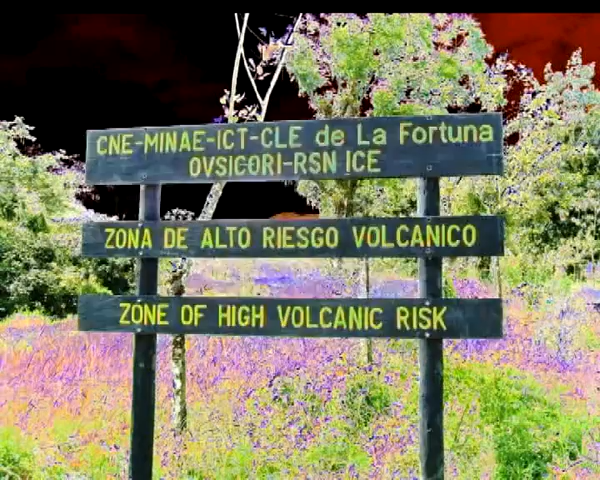 CNE-MINAE-ICT-CLE de La Fortuna
OVSICORI-RSN ICE
ZONA DE ALTO RIESGO VOLCANICO
ZONE OF HIGH VOLCANIC RISK